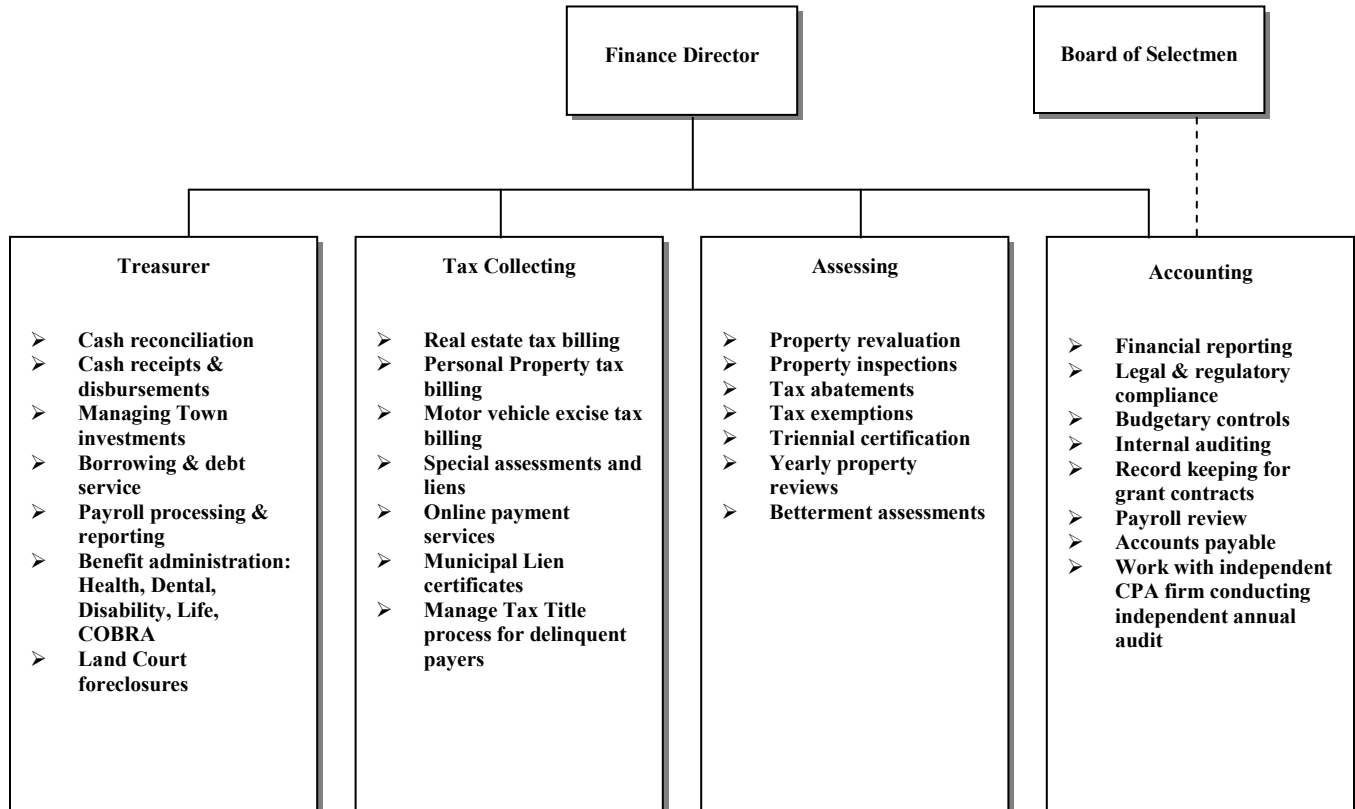 Finance Director
Board of Selectmen
Treasurer
➢ Cash reconciliation
➢ Cash receipts &
disbursements
➢ Managing Town
investments
➢ Borrowing & debt
service
➢ Payroll processing &
reporting
➢ Benefit administration:
Health, Dental,
Disability, Life,
COBRA
➢ Land Court
foreclosures
Tax Collecting
➢ Real estate tax billing
➢ Personal Property tax
billing
➢ Motor vehicle excise tax
billing
➢ Special assessments and
liens
➢ Online payment
services
➢ Municipal Lien
certificates
➢ Manage Tax Title
process for delinquent
payers
Assessing
➢ Property revaluation
➢ Property inspections
➢ Tax abatements
➢ Tax exemptions
➢ Triennial certification
➢ Yearly property
reviews
➢ Betterment assessments
Accounting
➢ Financial reporting
➢ Legal & regulatory
compliance
➢ Budgetary controls
➢ Internal auditing
➢ Record keeping for
grant contracts
➢ Payroll review
➢ Accounts payable
➢ Work with independent
CPA firm conducting
independent annual
audit